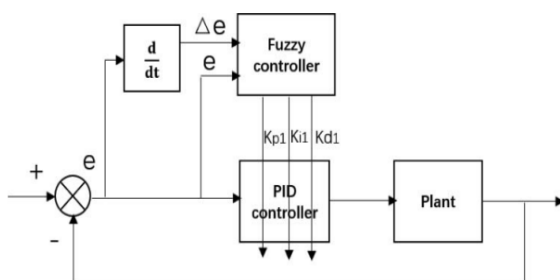 Δe
d
dt
Fuzzy
controller
e
Kp1 Ki1 Kd1
e
+
-
PID
controller
Plant